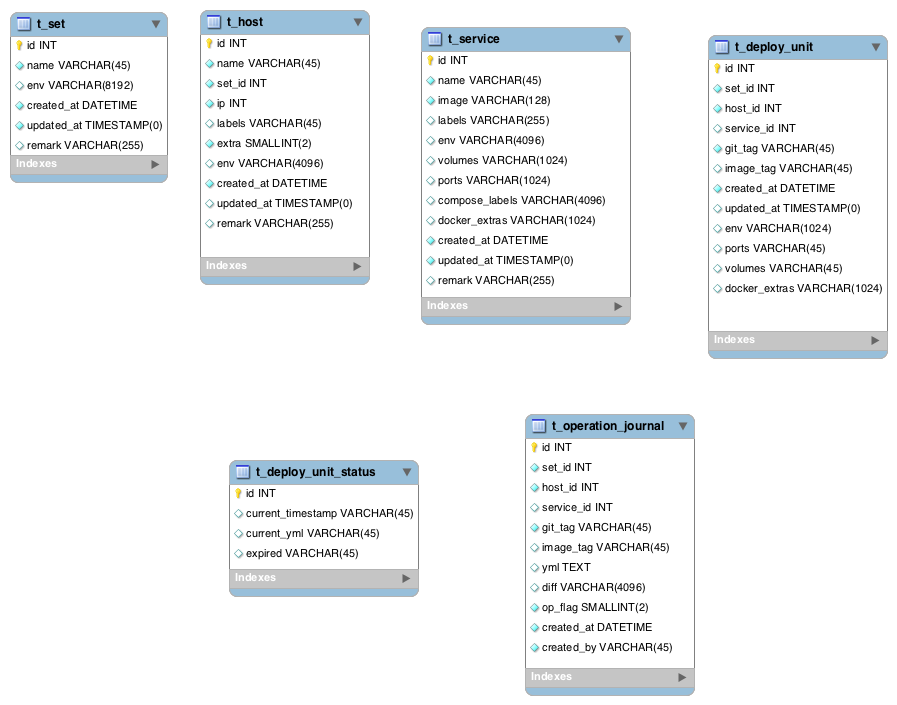 t_set
id INT
name VARCHAR(45)
env VARCHAR(8192)
created_at DATETIME
updated_at TIMESTAMP(0)
remark VARCHAR(255)
Indexes
t_host
id INT
name VARCHAR(45)
set_id INT
ip INT
labels VARCHAR(45)
extra SMALLINT(2)
env VARCHAR(4096)
created_at DATETIME
updated_at TIMESTAMP(0)
remark VARCHAR(255)
Indexes
t_service
id INT
name VARCHAR(45)
image VARCHAR(128)
labels VARCHAR(255)
env VARCHAR(4096)
volumes VARCHAR(1024)
ports VARCHAR(1024)
compose_labels VARCHAR(4096)
docker_extras VARCHAR(1024)
created_at DATETIME
updated_at TIMESTAMP(0)
remark VARCHAR(255)
Indexes
t_deploy_unit
id INT
set_id INT
host_id INT
service_id INT
git_tag VARCHAR(45)
image_tag VARCHAR(45)
created_at DATETIME
updated_at TIMESTAMP(0)
env VARCHAR(1024)
ports VARCHAR(45)
volumes VARCHAR(45)
docker_extras VARCHAR(1024)
Indexes
t_deploy_unit_status
id INT
current_timestamp VARCHAR(45)
current_yml VARCHAR(45)
expired VARCHAR(45)
Indexes
t_operation_journal
id INT
set_id INT
host_id INT
service_id INT
git_tag VARCHAR(45)
image_tag VARCHAR(45)
yml TEXT
diff VARCHAR(4096)
op_flag SMALLINT(2)
created_at DATETIME
created_by VARCHAR(45)
Indexes